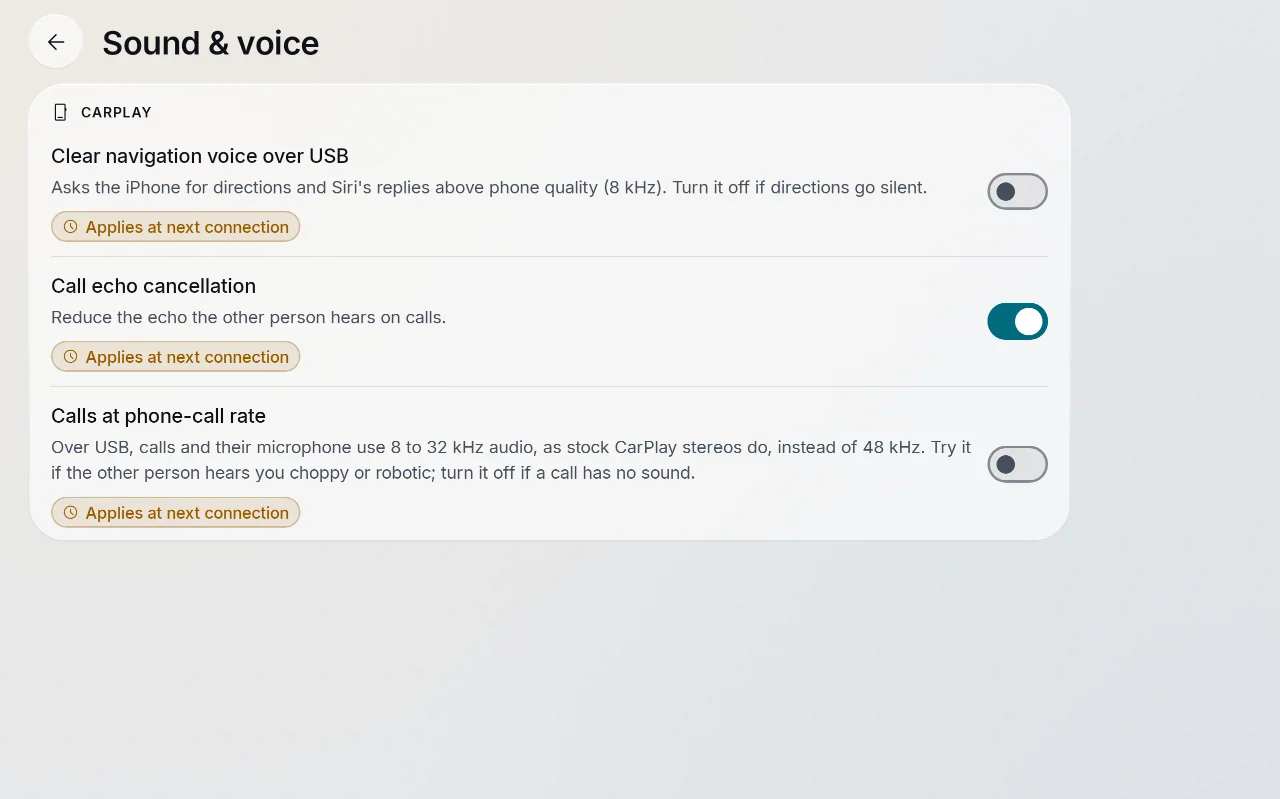 Sound & voice
CARPLAY
Clear navigation voice over USB
Asks the iPhone for directions and Siri's replies above phone quality (8 kHz). Turn it off if directions go silent.
Applies at next connection
Call echo cancellation
Reduce the echo the other person hears on calls.
Applies at next connection
Calls at phone-call rate
Over USB, calls and their microphone use 8 to 32 kHz audio, as stock CarPlay stereos do, instead of 48 kHz. Try it
if the other person hears you choppy or robotic; turn it off if a call has no sound.
Applies at next connection